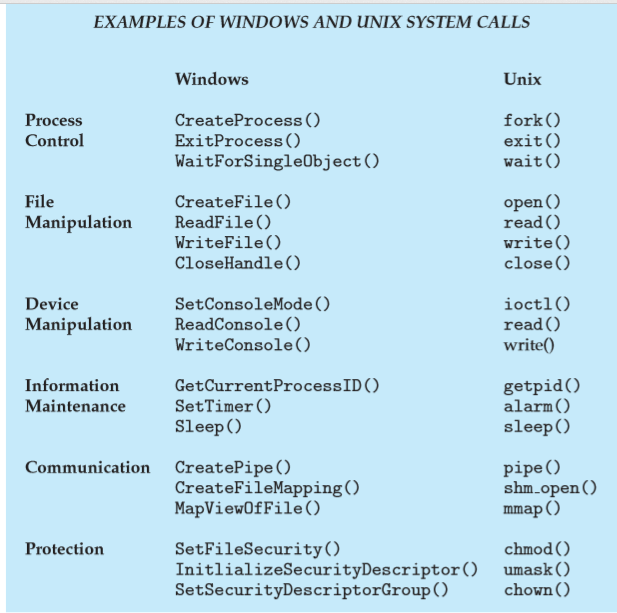 EXAMPLES OF WINDOWS AND UNIX SYSTEM CALLS
Windows Unix
Process CreateProcess() fork()
Control ExitProcess() exit()
WaitForSingleObject() wait()
File CreateFile() open()
Manipulation ReadFile() read()
WriteFile() write()
CloseHandle() close()
Device SetConsoleMode() ioctl()
Manipulation ReadConsole() read()
WriteConsole() write()
Information GetCurrentProcessID() getpid()
Maintenance SetTimer() alarm()
Sleep() sleep()
Communication CreatePipe() pipe()
CreateFileMapping() shm_open()
MapViewOfFile() mmap()
Protection SetFileSecurity() chmod()
InitlializeSecurityDescriptor() umask()
SetSecurityDescriptorGroup() chown()